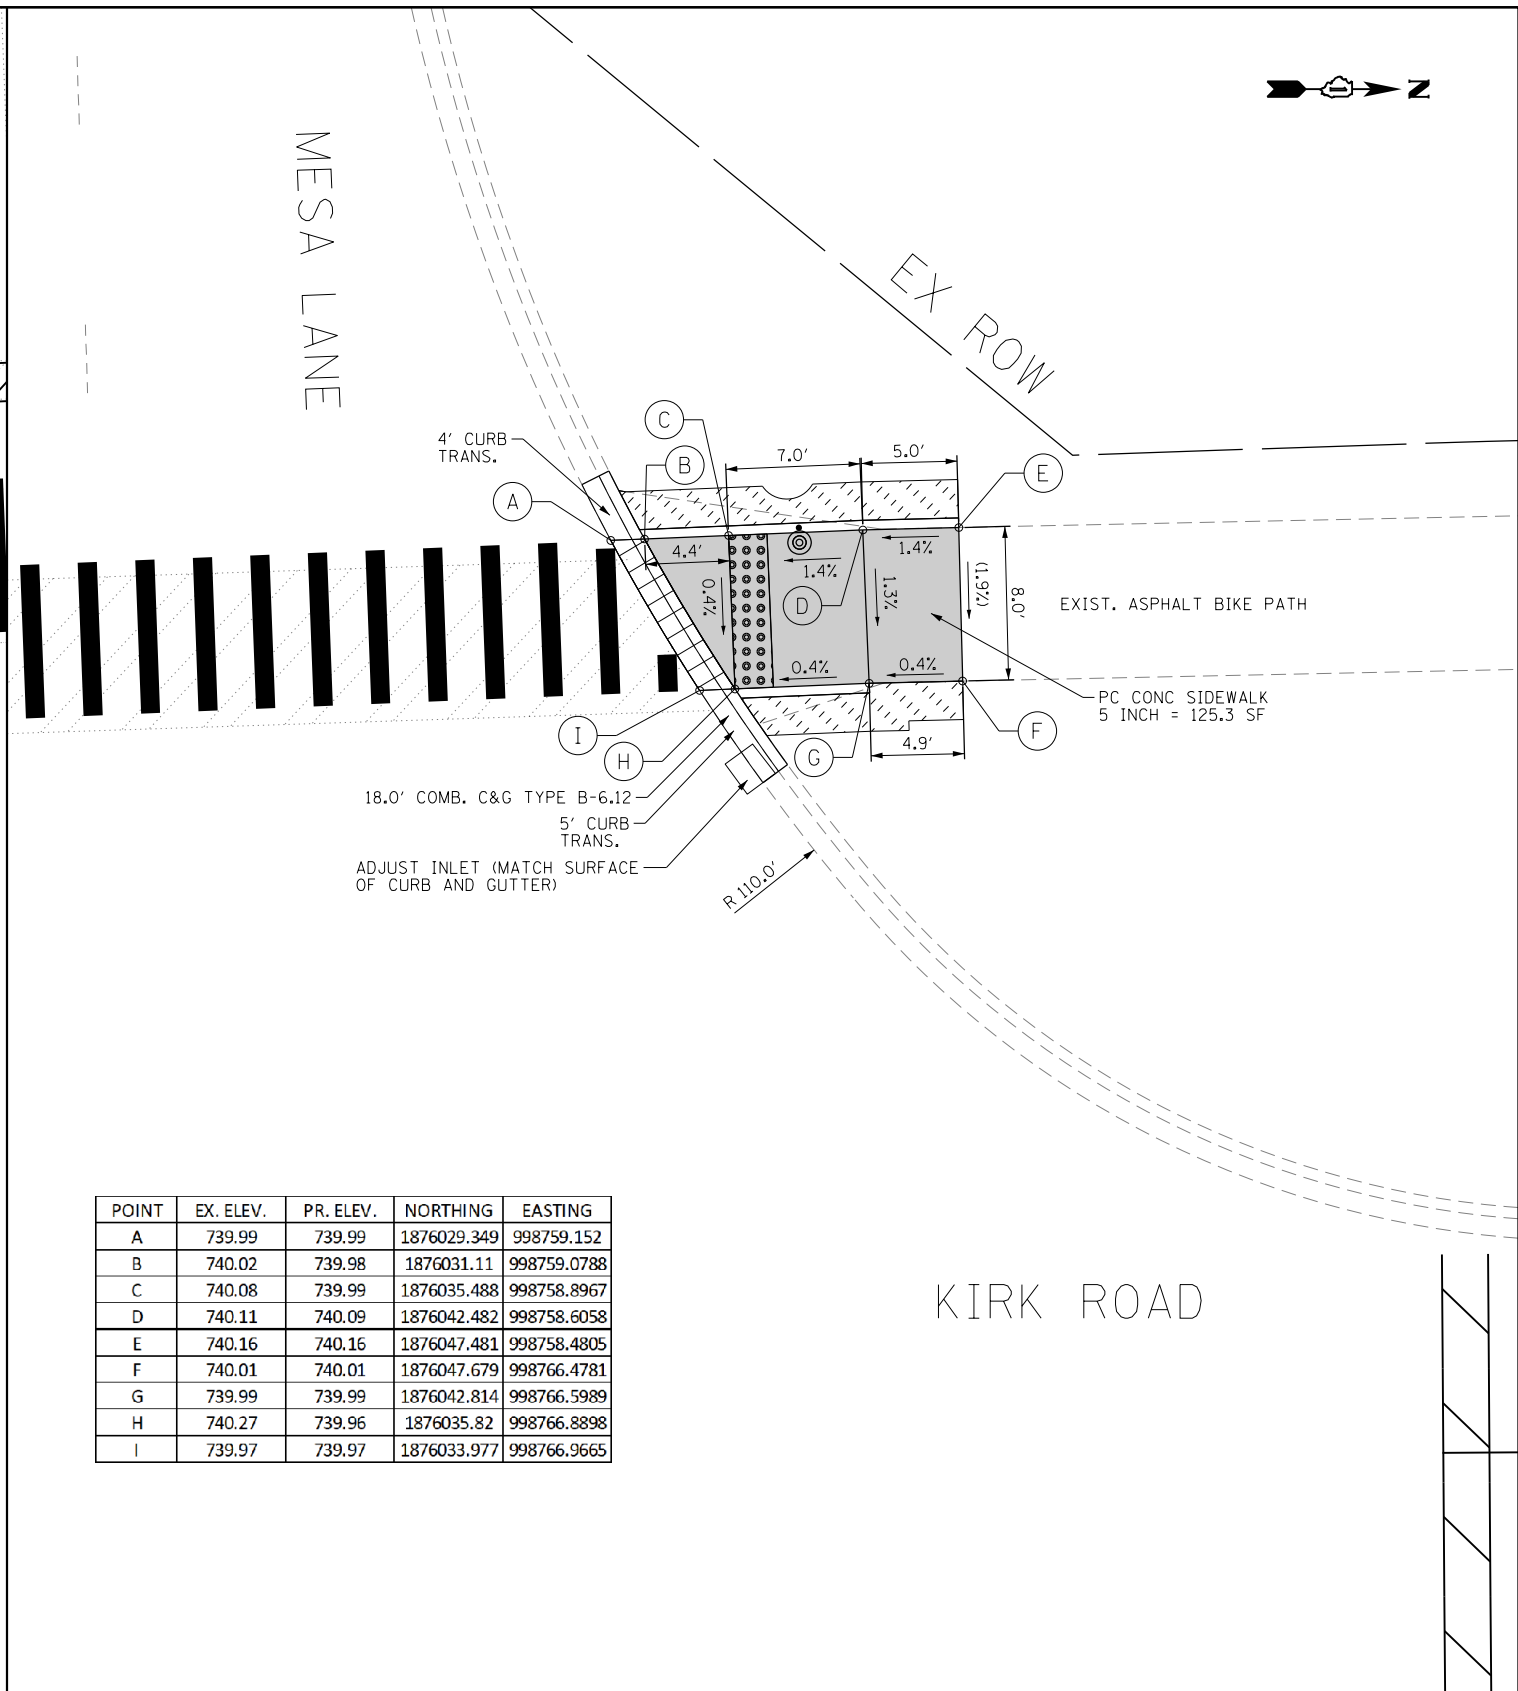 N
MESA LANE
EX ROW
4' CURB
TRANS.
C
B
A
7.0'
5.0'
E
4.4'
1.4%
1.4%
0.4%
D
1.3%
(1.9%)
8.0'
EXIST. ASPHALT BIKE PATH
0.4%
0.4%
PC CONC SIDEWALK
5 INCH = 125.3 SF
I
H
G
4.9'
F
18.0' COMB. C&G TYPE B-6.12
5' CURB
TRANS.
ADJUST INLET (MATCH SURFACE
OF CURB AND GUTTER)
R 110.0'
POINT EX. ELEV. PR. ELEV. NORTHING EASTING
A 739.99 739.99 1876029.349 998759.152
B 740.02 739.98 1876031.11 998759.0788
C 740.08 739.99 1876035.488 998758.8967
D 740.11 740.09 1876042.482 998758.6058
E 740.16 740.16 1876047.481 998758.4805
F 740.01 740.01 1876047.679 998766.4781
G 739.99 739.99 1876042.814 998766.5989
H 740.27 739.96 1876035.82 998766.8898
I 739.97 739.97 1876033.977 998766.9665
KIRK ROAD